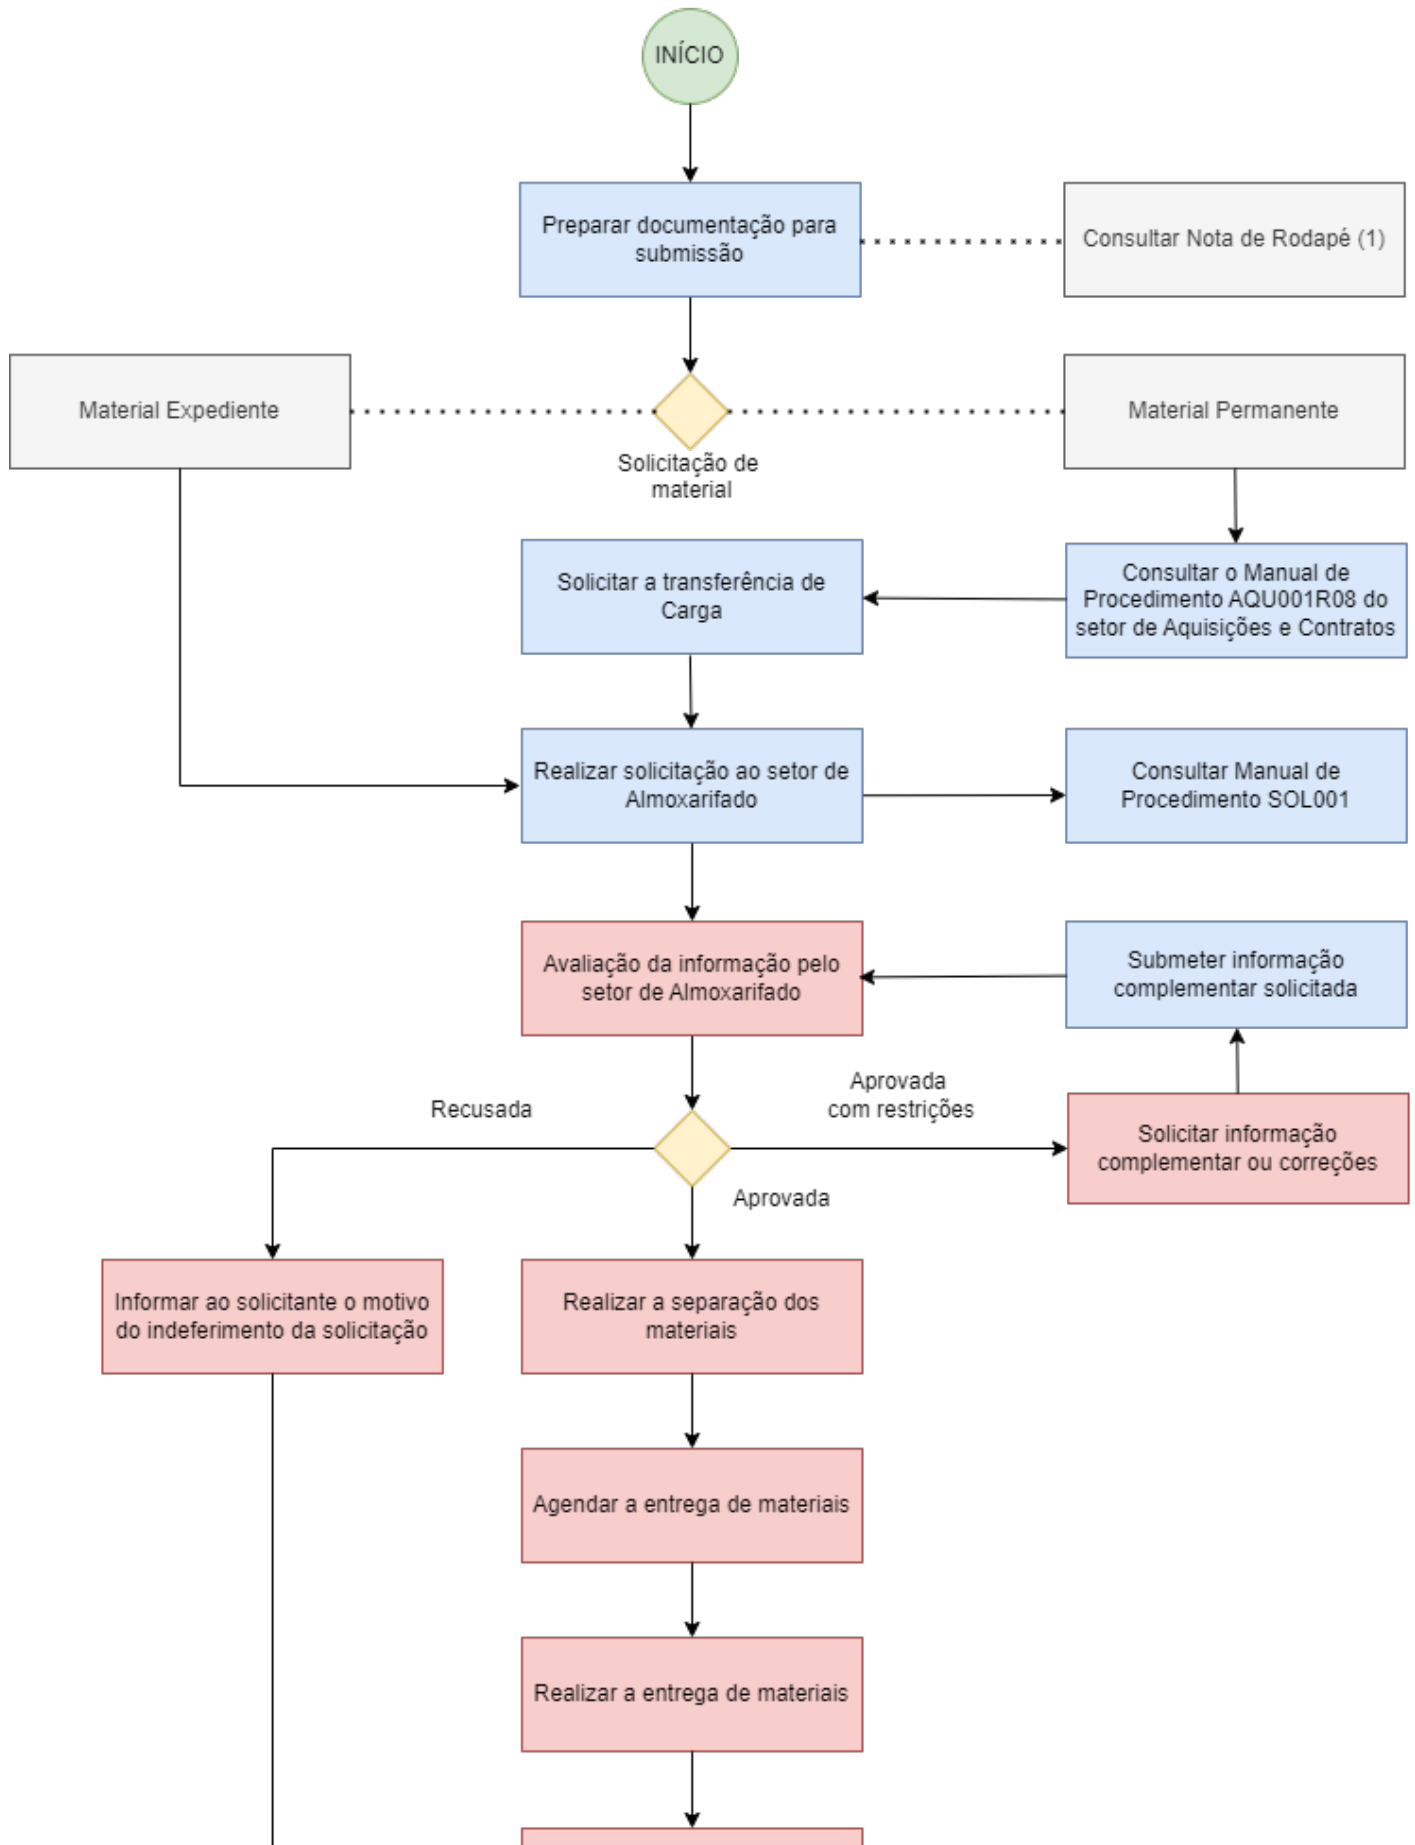 INÍCIO
Preparar documentação para
submissão
Consultar Nota de Rodapé (1)
Material Expediente
Material Permanente
Solicitação de
material
Solicitar a transferência de
Carga
Consultar o Manual de
Procedimento AQU001R08 do
setor de Aquisições e Contratos
Realizar solicitação ao setor de
Almoxarifado
Consultar Manual de
Procedimento SOL001
Avaliação da informação pelo
setor de Almoxarifado
Submeter informação
complementar solicitada
Recusada
Aprovada
com restrições
Solicitar informação
complementar ou correções
Aprovada
Informar ao solicitante o motivo
do indeferimento da solicitação
Realizar a separação dos
materiais
Agendar a entrega de materiais
Realizar a entrega de materiais